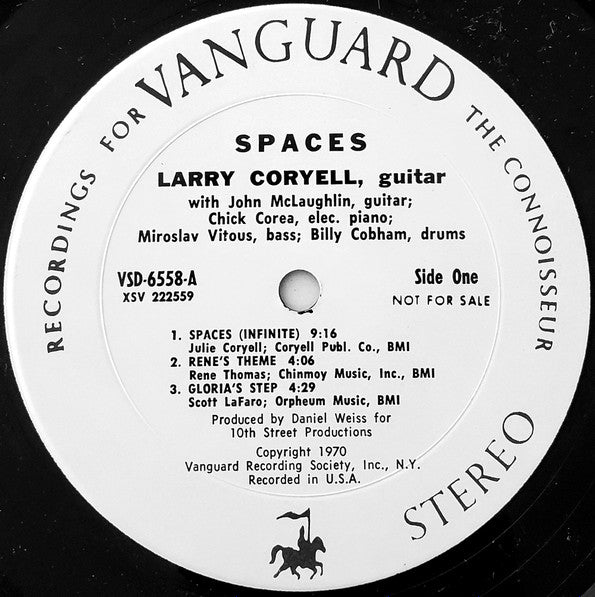 RECORDINGS FOR VANGUARD THE CONNOISSEUR
SPACES
LARRY CORYELL, guitar
with John McLaughlin, guitar;
Chick Corea, elec. piano;
Miroslav Vitous, bass; Billy Cobham, drums
VSD-6558-A
XSV 222559
Side One
NOT FOR SALE
1. SPACES (INFINITE) 9:16
Julie Coryell; Coryell Publ. Co., BMI
2. RENE'S THEME 4:06
Rene Thomas; Chinmoy Music, Inc., BMI
3. GLORIA'S STEP 4:29
Scott LaFaro; Orpheum Music, BMI
Produced by Daniel Weiss for
10th Street Productions
Copyright 1970
Vanguard Recording Society, Inc., N.Y.
Recorded in U.S.A.
STEREO